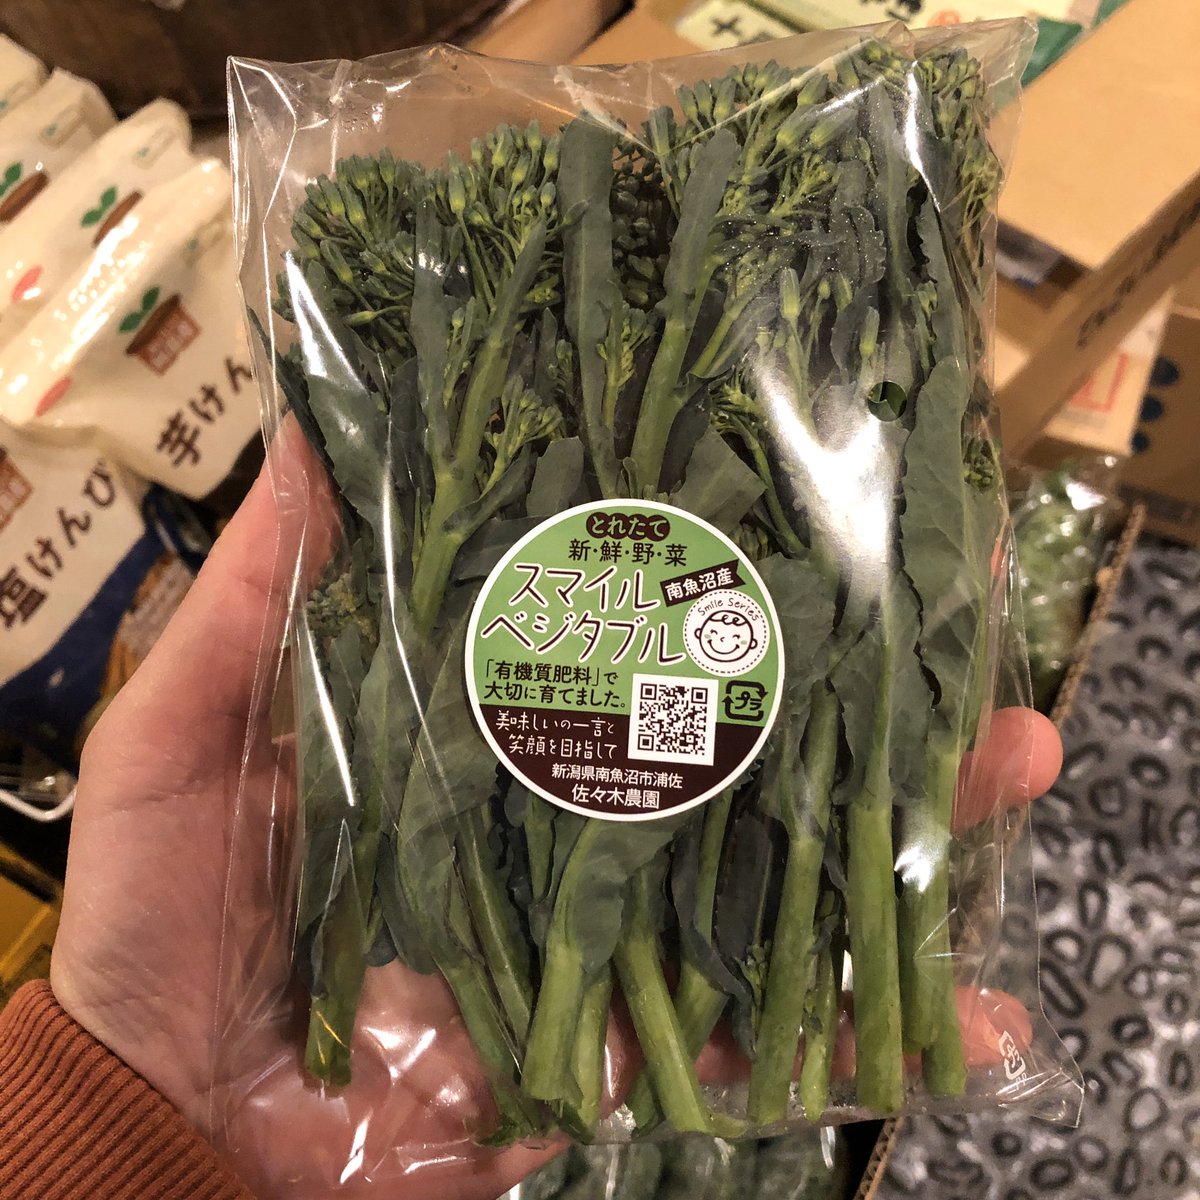 とれたて
新・鮮・野・菜
スマイル
ベジタブル
南魚沼産
Smile Series
「有機質肥料」で
大切に育てました。
プラ
美味しいの一言と
笑顔を目指して
新潟県南魚沼市浦佐
佐々木農園
芋けん
塩けんぴ